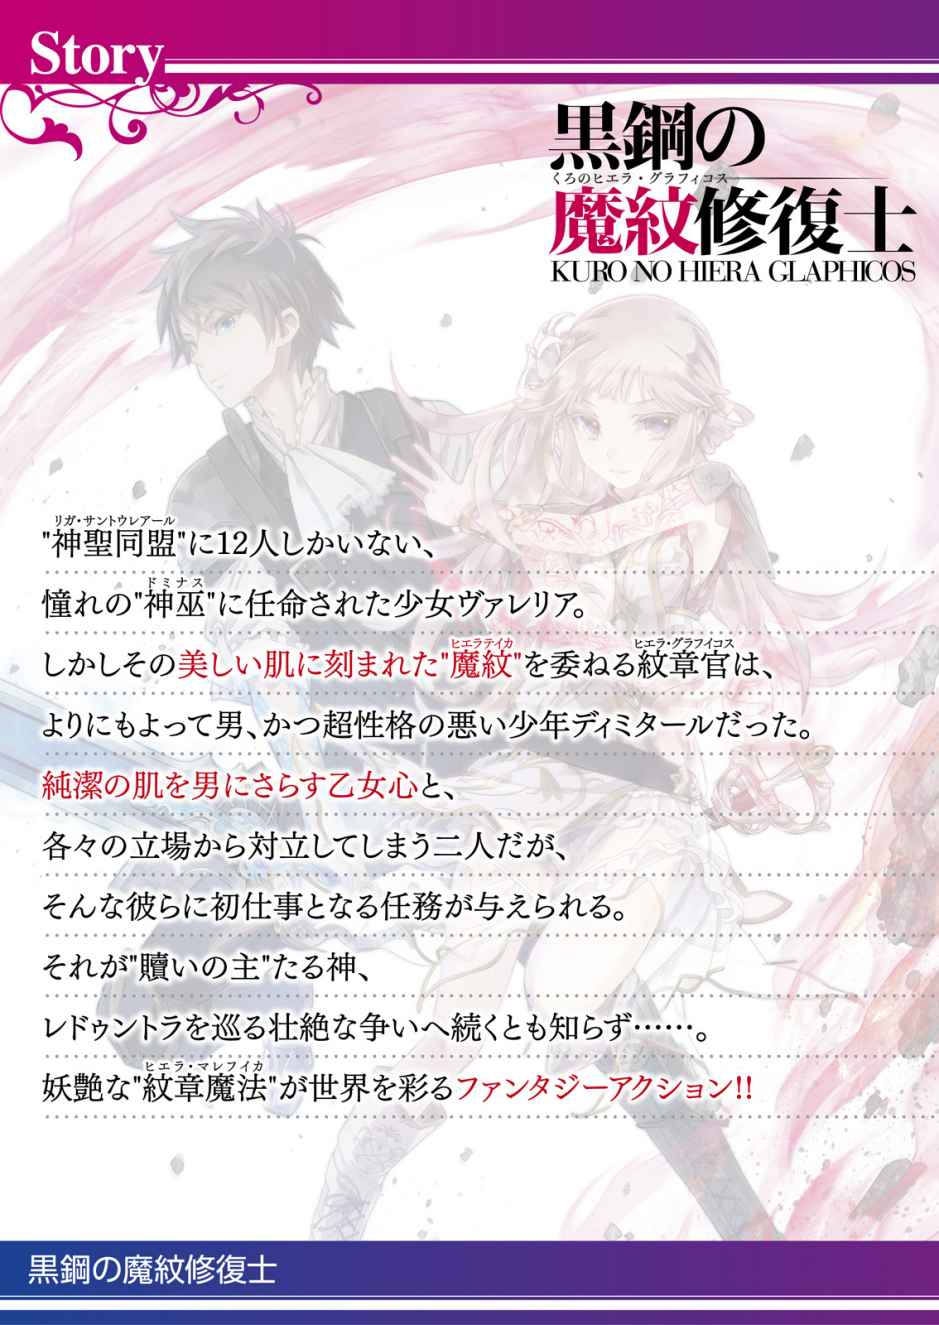 Story
黒鋼の
くろのヒエラ・グラフィコス
魔紋修復士
KURO NO HIERA GLAPHICOS
リガ・サントゥレアール
"神聖同盟"に12人しかいない、
ドミナス
憧れの"神巫"に任命された少女ヴァレリア。
ヒエラテイカ ヒエラ・グラフイコス
しかしその美しい肌に刻まれた"魔紋"を委ねる紋章官は、
よりにもよって男、かつ超性格の悪い少年ディミタールだった。
純潔の肌を男にさらす乙女心と、
各々の立場から対立してしまう二人だが、
そんな彼らに初仕事となる任務が与えられる。
それが"贖いの主"たる神、
レドゥントラを巡る壮絶な争いへ続くとも知らず……。
ヒエラ・マレフイカ
妖艶な"紋章魔法"が世界を彩るファンタジーアクション!!
黒鋼の魔紋修復士